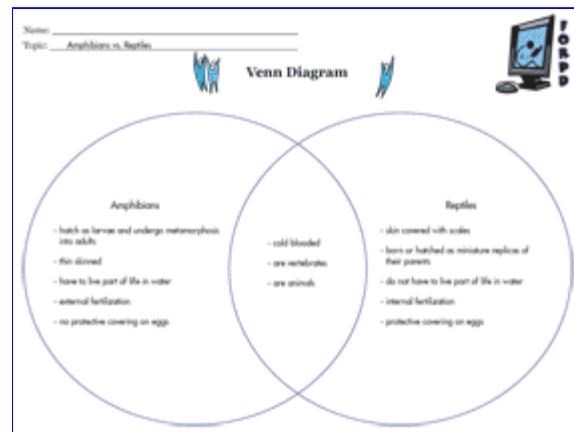 Name:
Topic: Amphibians vs. Reptiles
FORPD
Venn Diagram
Amphibians
- hatch as larvae and undergo metamorphosis
into adults
- thin skinned
- have to live part of life in water
- external fertilization
- no protective covering on eggs
- cold blooded
- are vertebrates
- are animals
Reptiles
- skin covered with scales
- born or hatched as miniature replicas of
their parents
- do not have to live part of life in water
- internal fertilization
- protective covering on eggs